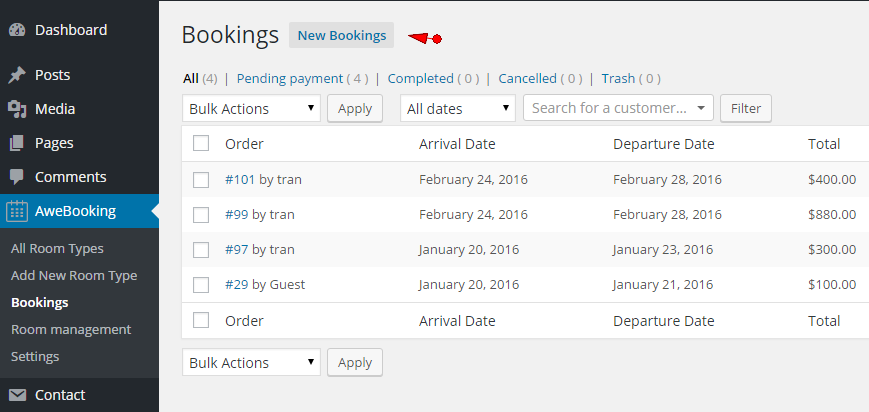 Dashboard
Posts
Media
Pages
Comments
AweBooking
All Room Types
Add New Room Type
Bookings
Room management
Settings
Contact
Bookings New Bookings
All (4) | Pending payment ( 4 ) | Completed ( 0 ) | Cancelled ( 0 ) | Trash ( 0 )
Bulk Actions Apply All dates Search for a customer... Filter
Order Arrival Date Departure Date Total
#101 by tran February 24, 2016 February 28, 2016 $400.00
#99 by tran February 24, 2016 February 28, 2016 $880.00
#97 by tran January 20, 2016 January 23, 2016 $300.00
#29 by Guest January 20, 2016 January 21, 2016 $100.00
Order Arrival Date Departure Date Total
Bulk Actions Apply